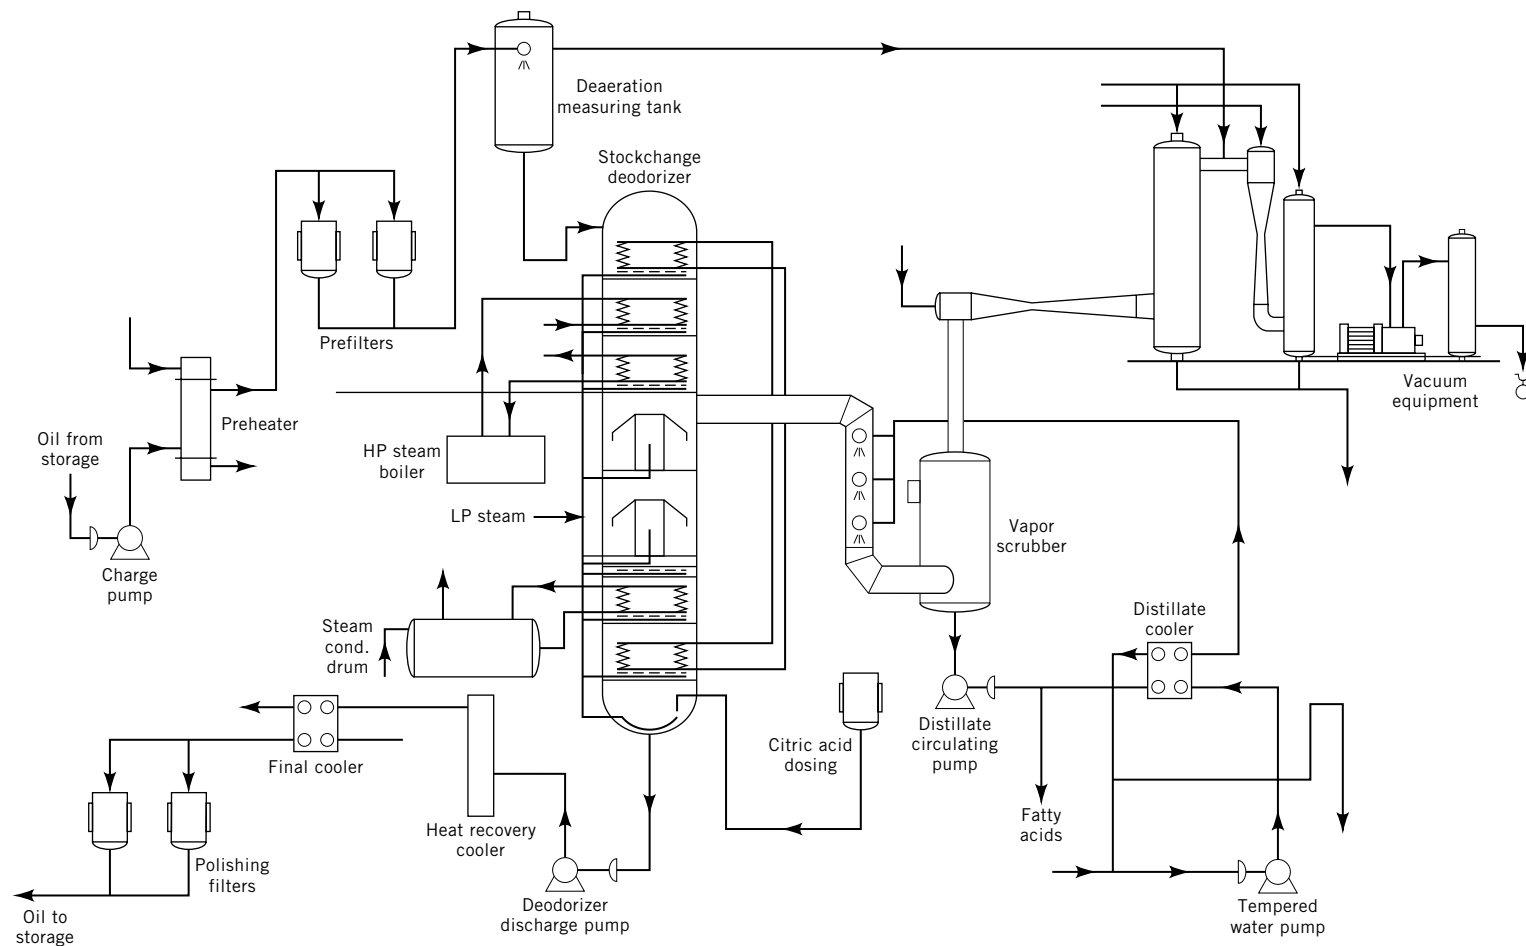 Deaeration
measuring tank
Stockchange
deodorizer
Prefilters
Preheater
Oil from
storage
Charge
pump
HP steam
boiler
LP steam
Vacuum
equipment
Vapor
scrubber
Steam
cond.
drum
Distillate
cooler
Final cooler
Heat recovery
cooler
Citric acid
dosing
Distillate
circulating
pump
Fatty
acids
Polishing
filters
Oil to
storage
Deodorizer
discharge pump
Tempered
water pump